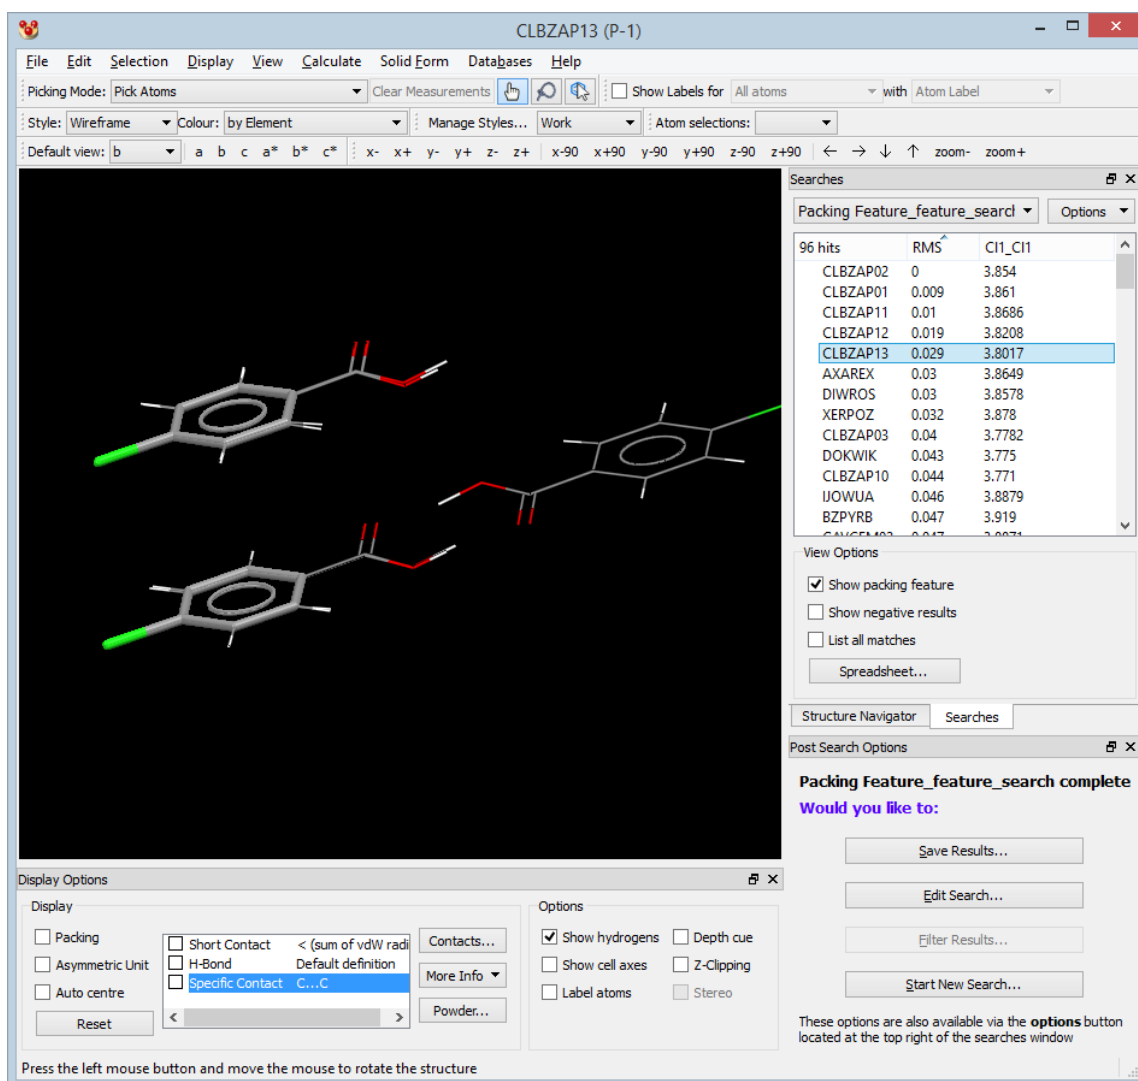 CLBZAP13 (P-1)
File Edit Selection Display View Calculate Solid Form Databases Help
Picking Mode: Pick Atoms Clear Measurements Show Labels for All atoms with Atom Label
Style: Wireframe Colour: by Element Manage Styles... Work Atom selections:
Default view: b a b c a* b* c* x- x+ y- y+ z- z+ x-90 x+90 y-90 y+90 z-90 z+90 ← → ↓ ↑ zoom- zoom+
Searches
Packing Feature_feature_searcl Options
96 hits RMS Cl1_Cl1
CLBZAP02 0 3.854
CLBZAP01 0.009 3.861
CLBZAP11 0.01 3.8686
CLBZAP12 0.019 3.8208
CLBZAP13 0.029 3.8017
AXAREX 0.03 3.8649
DIWROS 0.03 3.8578
XERPOZ 0.032 3.878
CLBZAP03 0.04 3.7782
DOKWIK 0.043 3.775
CLBZAP10 0.044 3.771
IJOWUA 0.046 3.8879
BZPYRB 0.047 3.919
View Options
Show packing feature
Show negative results
List all matches
Spreadsheet...
Structure Navigator Searches
Post Search Options
Packing Feature_feature_search complete
Would you like to:
Save Results...
Edit Search...
Filter Results...
Start New Search...
These options are also available via the options button
located at the top right of the searches window
Display Options
Display
Packing
Asymmetric Unit
Auto centre
Reset
Short Contact < (sum of vdW radi
H-Bond Default definition
Specific Contact C...C
Contacts...
More Info
Powder...
Options
Show hydrogens Depth cue
Show cell axes Z-Clipping
Label atoms Stereo
Press the left mouse button and move the mouse to rotate the structure